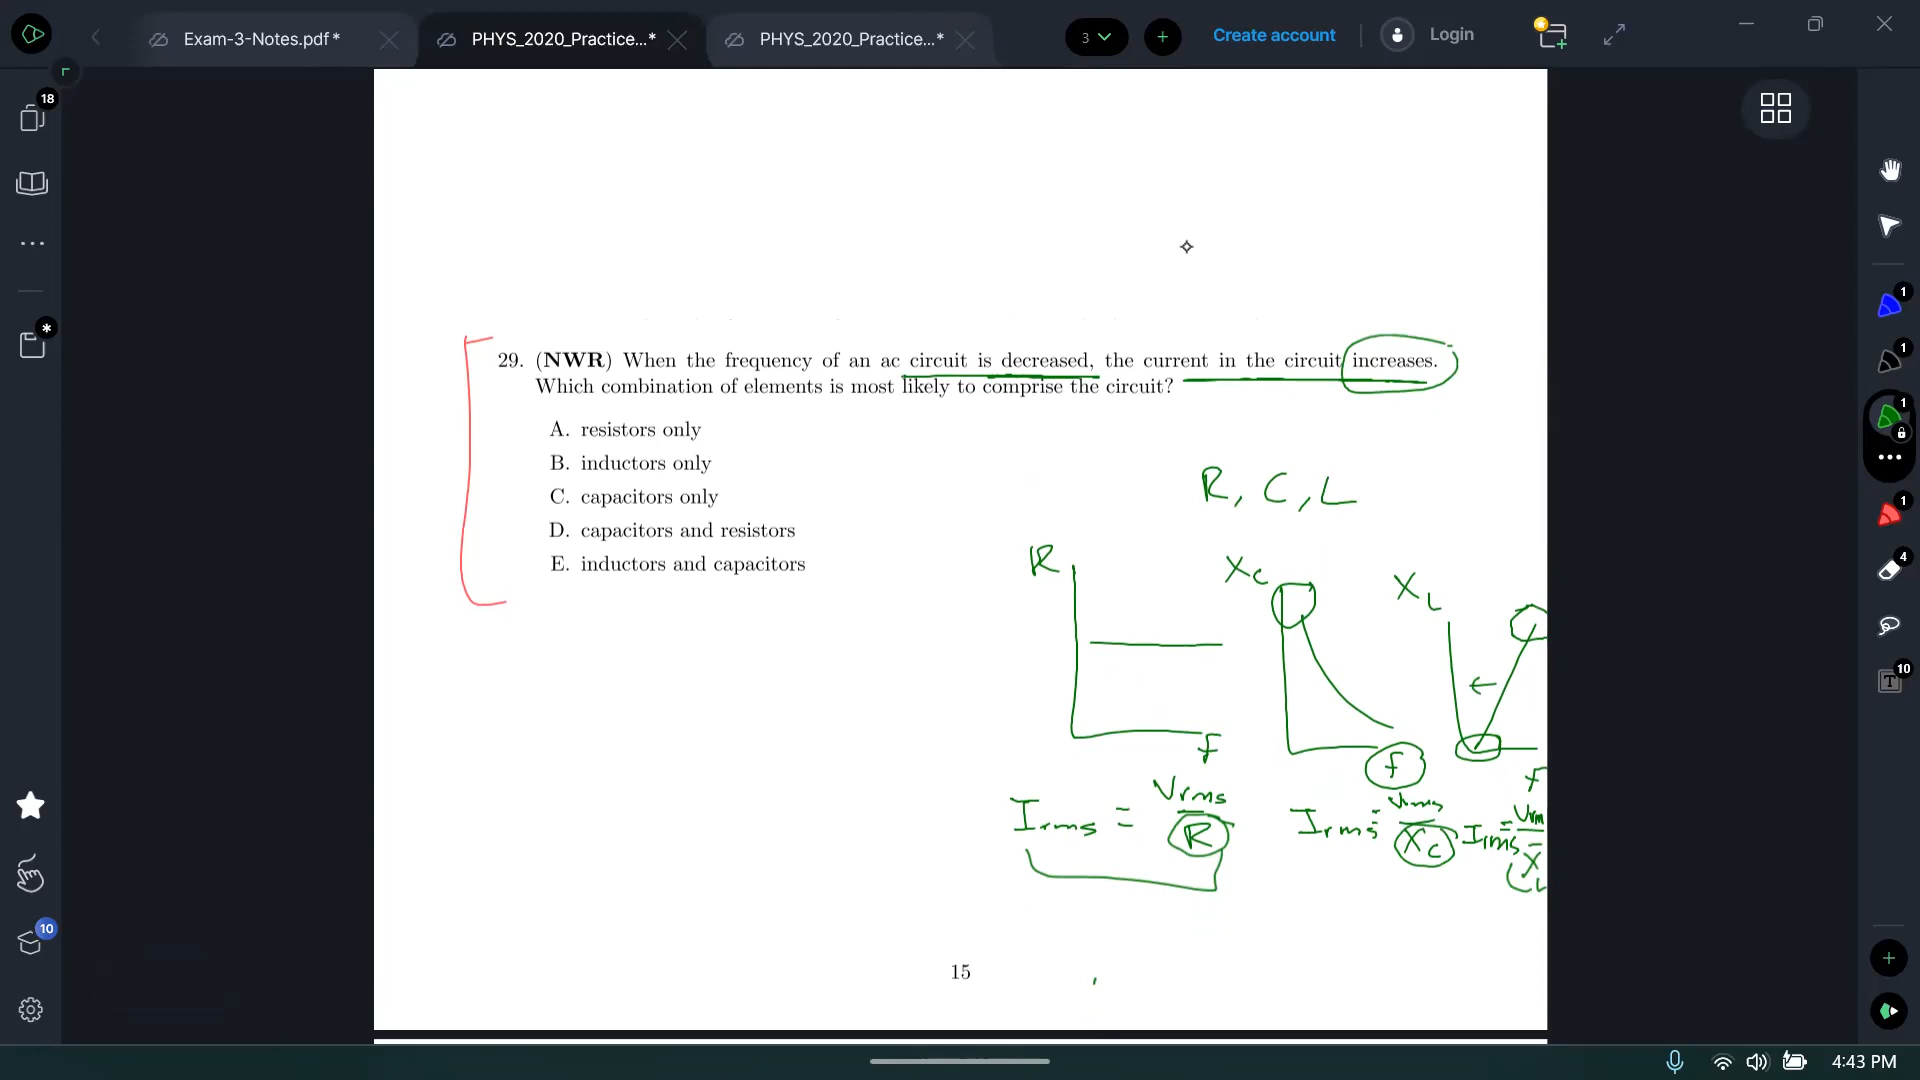 Exam-3-Notes.pdf *
PHYS_2020_Practice...*
PHYS_2020_Practice...*
3
Create account
Login
18
29. (NWR) When the frequency of an ac circuit is decreased, the current in the circuit increases.
Which combination of elements is most likely to comprise the circuit?
A. resistors only
B. inductors only
C. capacitors only
D. capacitors and resistors
E. inductors and capacitors
R, C, L
R
Xc
XL
f
f
f
Irms = Vrms
R
Irms = Vrms
Xc
Irms = Vrm
XL
15
1
1
1
1
4
10
10
4:43 PM